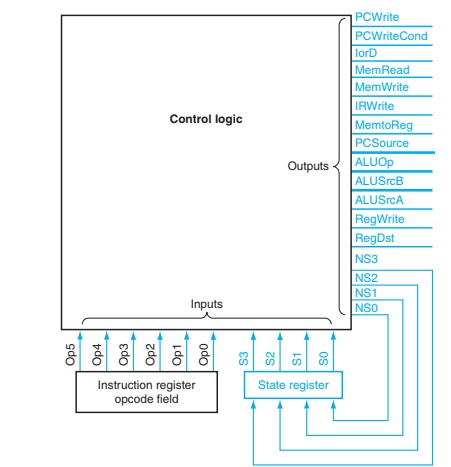 PCWrite
PCWriteCond
IorD
MemRead
MemWrite
IRWrite
MemtoReg
PCSource
ALUOp
ALUSrcB
ALUSrcA
RegWrite
RegDst
NS3
NS2
NS1
NS0
Control logic
Outputs
Inputs
Op5
Op4
Op3
Op2
Op1
Op0
S3
S2
S1
S0
Instruction register
opcode field
State register